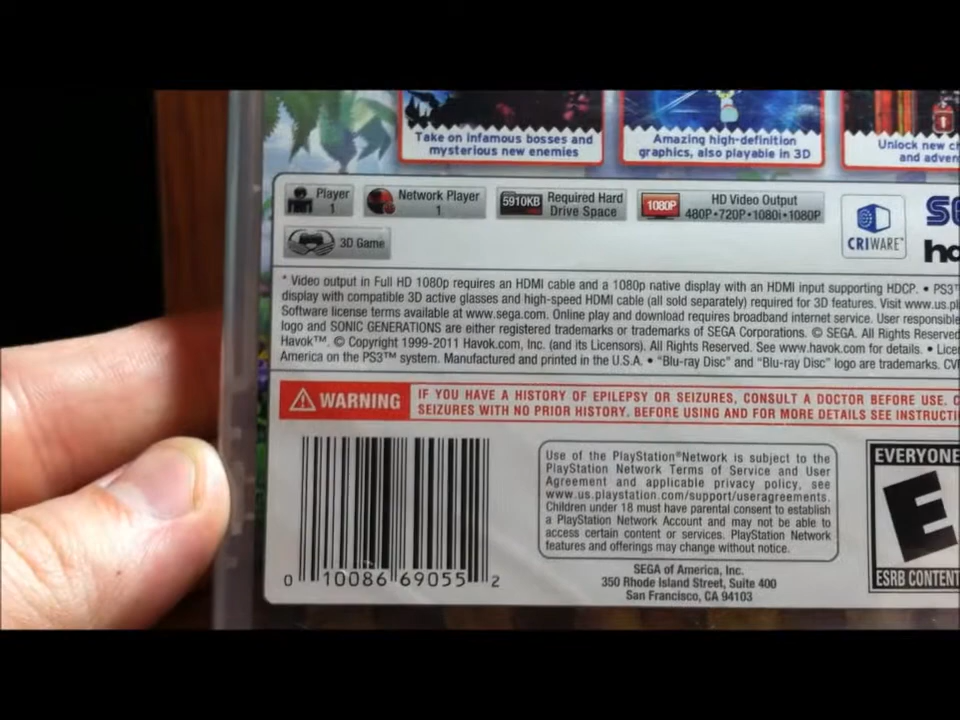 Take on infamous bosses and
mysterious new enemies
Amazing high-definition
graphics, also playable in 3D
Unlock new
and
Player
1
Network Player
1
5910KB
Required Hard
Drive Space
1080P
HD Video Output
480P•720P•1080i•1080P
CRIWARE™
3D Game
* Video output in Full HD 1080p requires an HDMI cable and a 1080p native display with an HDMI input supporting HDCP. • PS3™
display with compatible 3D active glasses and high-speed HDMI cable (all sold separately) required for 3D features. Visit www.us.pl
Software license terms available at www.sega.com. Online play and download requires broadband internet service. User responsible
logo and SONIC GENERATIONS are either registered trademarks or trademarks of SEGA Corporations. © SEGA. All Rights Reserved
Havok™. © Copyright 1999-2011 Havok.com, Inc. (and its Licensors). All Rights Reserved. See www.havok.com for details. • Lice
America on the PS3™ system. Manufactured and printed in the U.S.A. • “Blu-ray Disc” and “Blu-ray Disc” logo are trademarks.
WARNING
IF YOU HAVE A HISTORY OF EPILEPSY OR SEIZURES, CONSULT A DOCTOR BEFORE USE. C
SEIZURES WITH NO PRIOR HISTORY. BEFORE USING AND FOR MORE DETAILS SEE INSTRUCTI
Use of the PlayStation®Network is subject to the
PlayStation Network Terms of Service and User
Agreement and applicable privacy policy, see
www.us.playstation.com/support/useragreements.
Children under 18 must have parental consent to establish
a PlayStation Network Account and may not be able to
access certain content or services. PlayStation Network
features and offerings may change without notice.
EVERYONE
E
ESRB CONTENT
0 10086 69055 2
SEGA of America, Inc.
350 Rhode Island Street, Suite 400
San Francisco, CA 94103